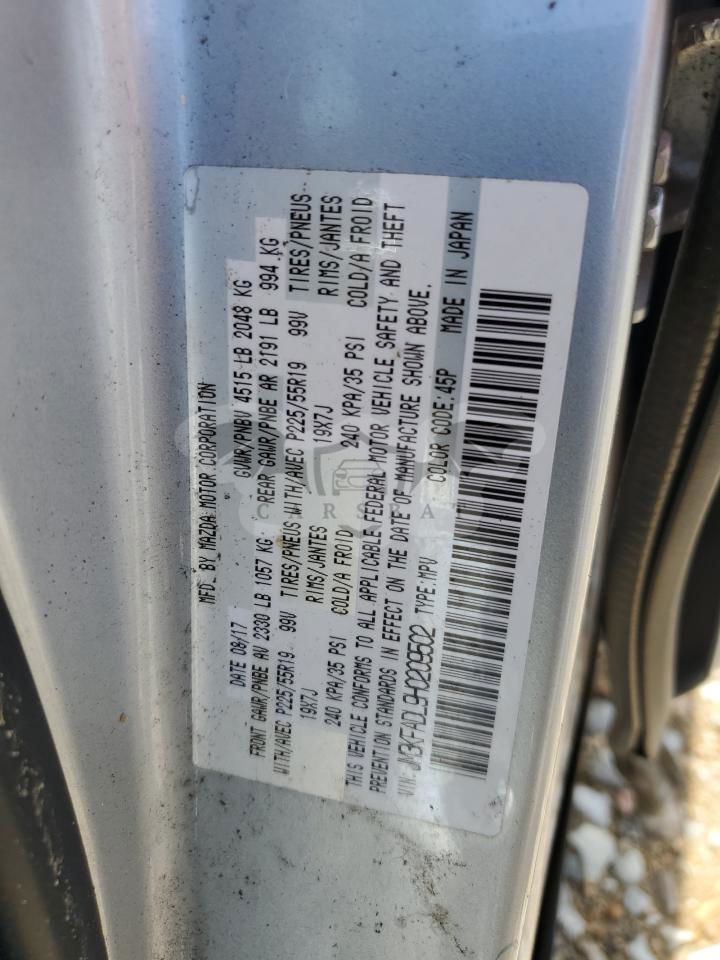 MFD. BY MAZDA MOTOR CORPORATION
DATE 08/17 GVWR/PNBV 4515 LB 2048 KG
FRONT GAWR/PNBE AV 2330 LB 1057 KG REAR GAWR/PNBE AR 2191 LB 994 KG
WITH/AVEC P225/55R19 99V TIRES/PNEUS WITH/AVEC P225/55R19 99V TIRES/PNEUS
19X7J RIMS/JANTES 19X7J RIMS/JANTES
240 KPA/35 PSI COLD/A FROID 240 KPA/35 PSI COLD/A FROID
THIS VEHICLE CONFORMS TO ALL APPLICABLE FEDERAL MOTOR VEHICLE SAFETY AND THEFT
PREVENTION STANDARDS IN EFFECT ON THE DATE OF MANUFACTURE SHOWN ABOVE.
VIN: JM3KFADL9H0209502 TYPE:MPV COLOR CODE:45P MADE IN JAPAN